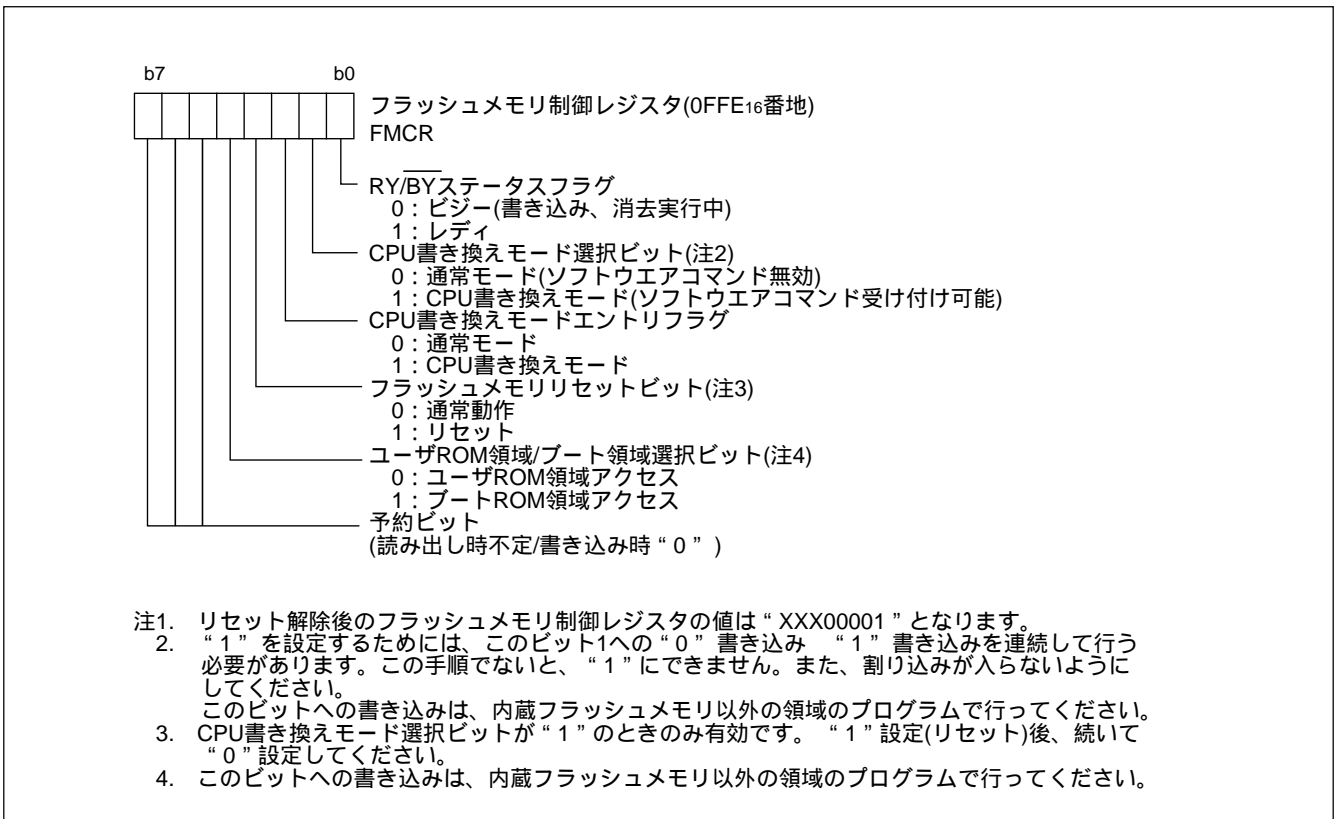 b7 b0
フラッシュメモリ制御レジスタ(0FFE16番地)
FMCR
RY/BYステータスフラグ
0：ビジー(書き込み、消去実行中)
1：レディ
CPU書き換えモード選択ビット(注2)
0：通常モード(ソフトウエアコマンド無効)
1：CPU書き換えモード(ソフトウエアコマンド受け付け可能)
CPU書き換えモードエントリフラグ
0：通常モード
1：CPU書き換えモード
フラッシュメモリリセットビット(注3)
0：通常動作
1：リセット
ユーザROM領域/ブート領域選択ビット(注4)
0：ユーザROM領域アクセス
1：ブートROM領域アクセス
予約ビット
(読み出し時不定/書き込み時“0”)
注1. リセット解除後のフラッシュメモリ制御レジスタの値は“XXX00001”となります。
2. “1”を設定するためには、このビット1への“0”書き込み　“1”書き込みを連続して行う
必要があります。この手順でないと、“1”にできません。また、割り込みが入らないように
してください。
このビットへの書き込みは、内蔵フラッシュメモリ以外の領域のプログラムで行ってください。
3. CPU書き換えモード選択ビットが“1”のときのみ有効です。“1”設定(リセット)後、続いて
“0”設定してください。
4. このビットへの書き込みは、内蔵フラッシュメモリ以外の領域のプログラムで行ってください。